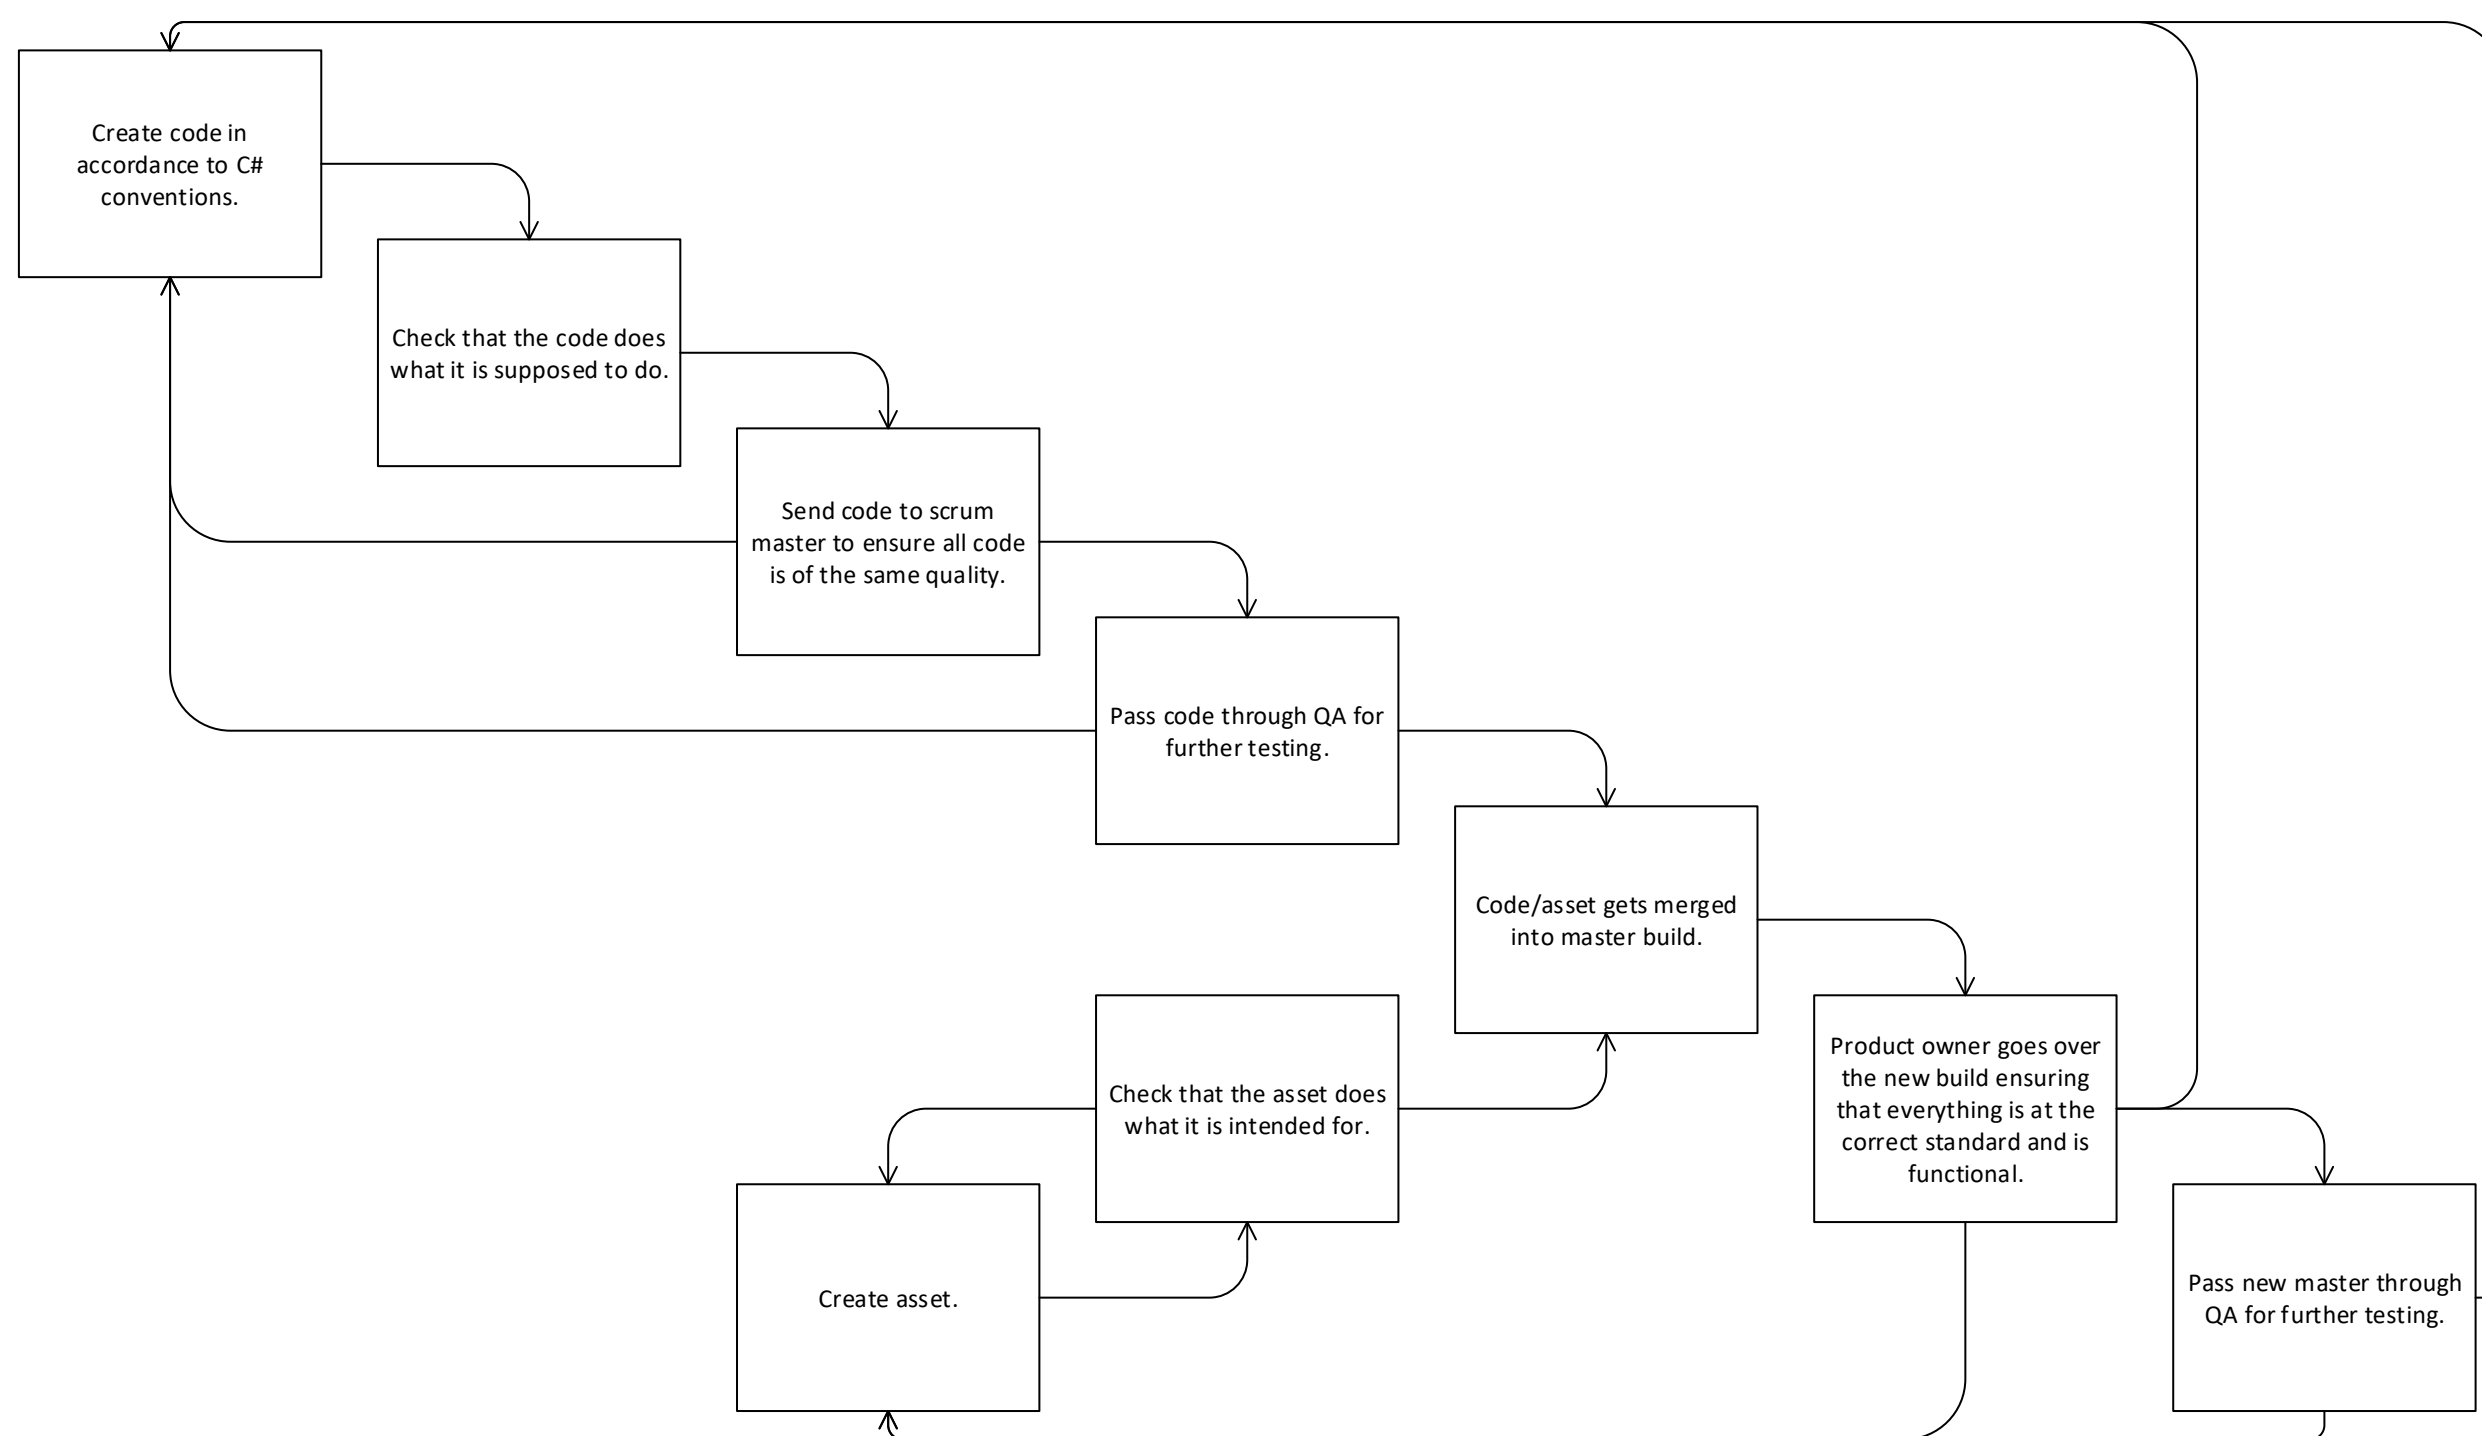 Create code in
accordance to C#
conventions.
Check that the code does
what it is supposed to do.
Send code to scrum
master to ensure all code
is of the same quality.
Pass code through QA for
further testing.
Code/asset gets merged
into master build.
Check that the asset does
what it is intended for.
Product owner goes over
the new build ensuring
that everything is at the
correct standard and is
functional.
Create asset.
Pass new master through
QA for further testing.